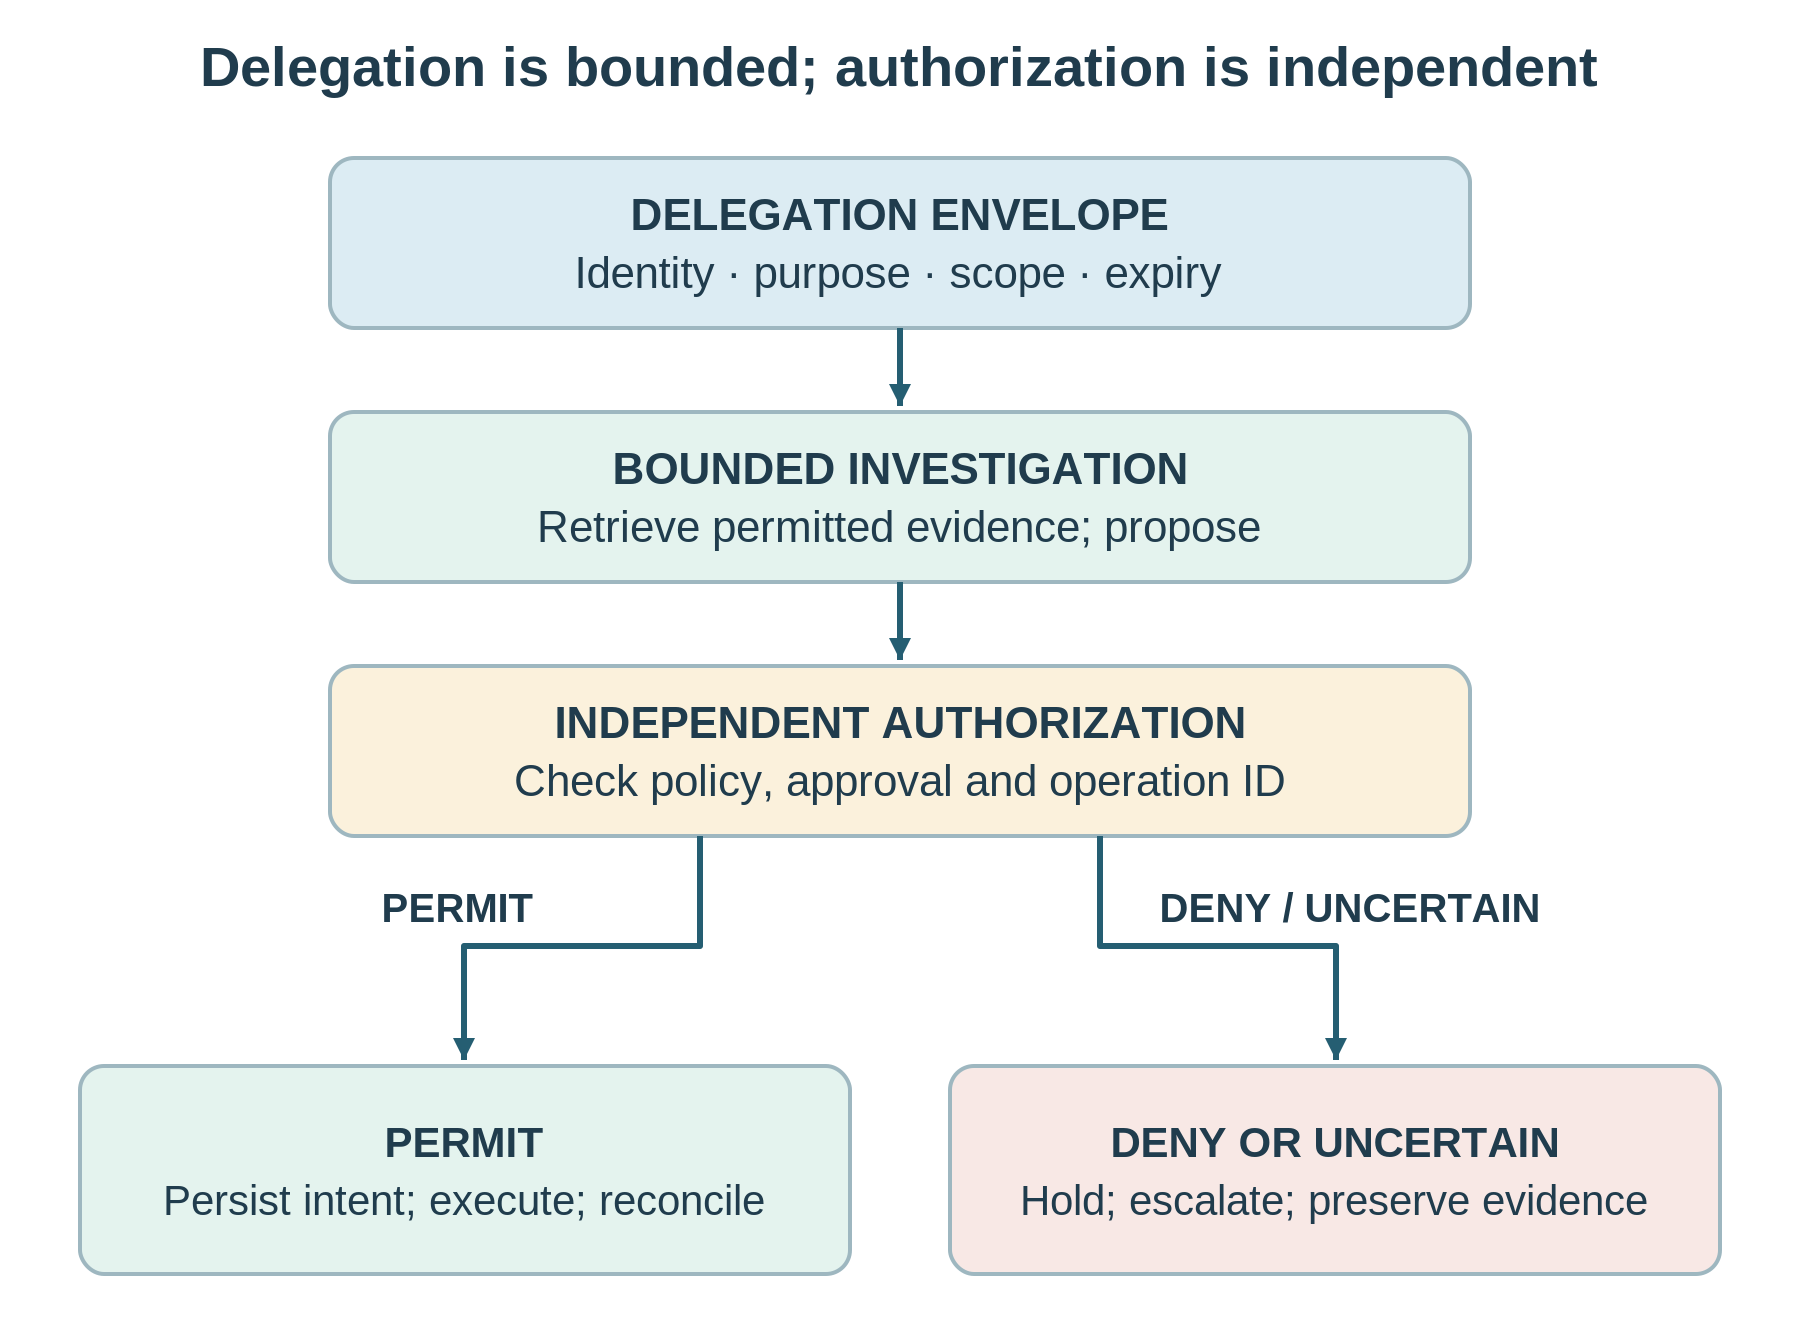 Delegation is bounded; authorization is independent
DELEGATION ENVELOPE
Identity · purpose · scope · expiry
BOUNDED INVESTIGATION
Retrieve permitted evidence; propose
INDEPENDENT AUTHORIZATION
Check policy, approval and operation ID
PERMIT
DENY / UNCERTAIN
PERMIT
Persist intent; execute; reconcile
DENY OR UNCERTAIN
Hold; escalate; preserve evidence